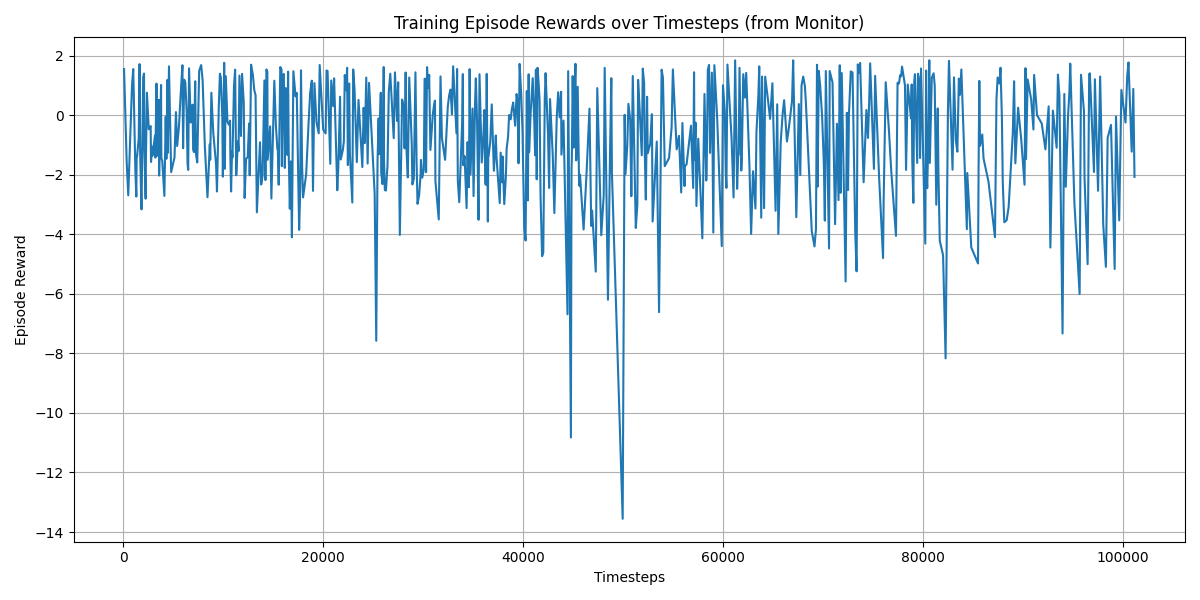 Training Episode Rewards over Timesteps (from Monitor)
Episode Reward
2
0
−2
−4
−6
−8
−10
−12
−14
0 20000 40000 60000 80000 100000
Timesteps